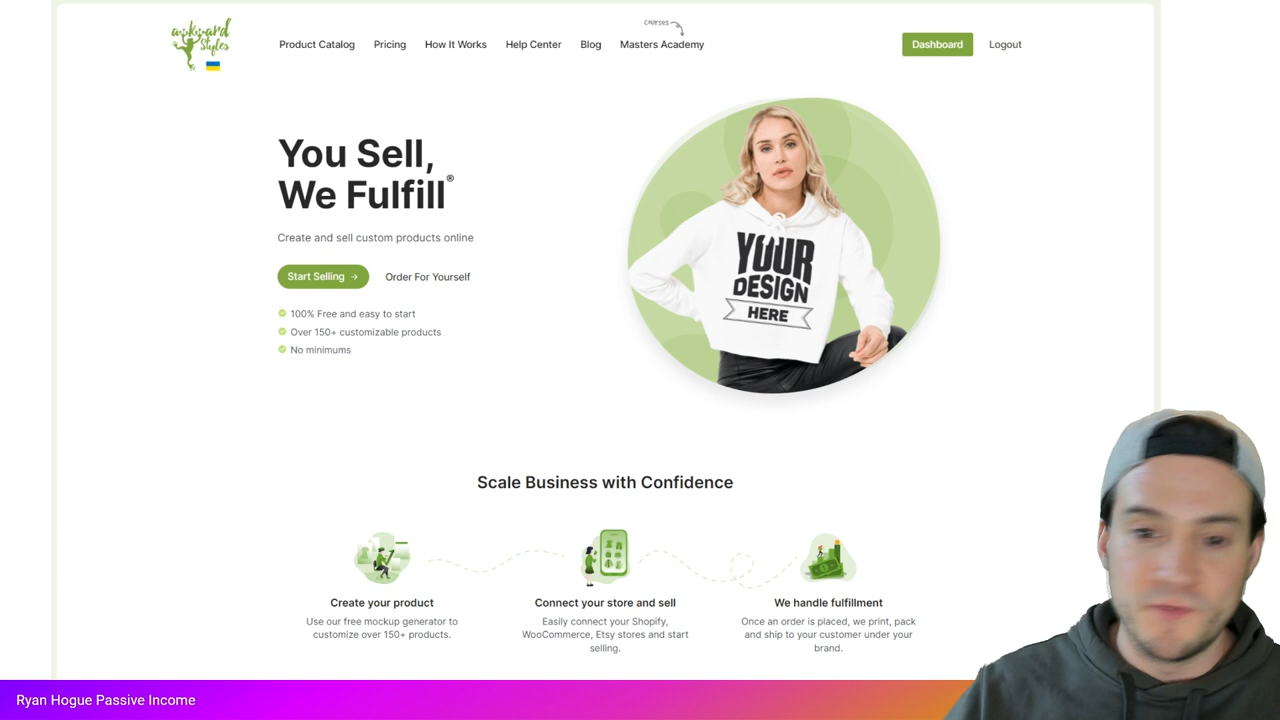 awkward
Styles
courses
Product Catalog
Pricing
How It Works
Help Center
Blog
Masters Academy
Dashboard
Logout
You Sell,
We Fulfill®
Create and sell custom products online
Start Selling →
Order For Yourself
100% Free and easy to start
Over 150+ customizable products
No minimums
YOUR
DESIGN
HERE
Scale Business with Confidence
Create your product
Use our free mockup generator to
customize over 150+ products.
Connect your store and sell
Easily connect your Shopify,
WooCommerce, Etsy stores and start
selling.
We handle fulfillment
Once an order is placed, we print, pack
and ship to your customer under your
brand.
Ryan Hogue Passive Income